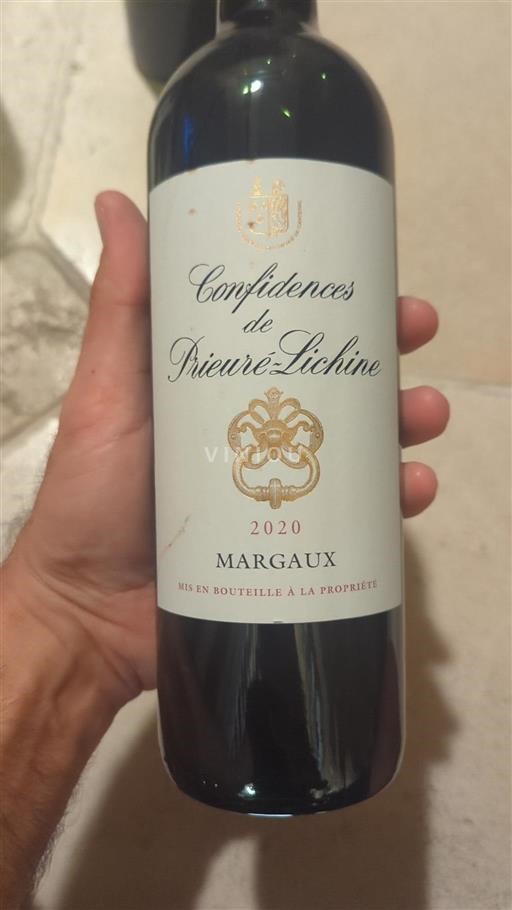 Confidences
de
Prieuré-Lichine
VINIOU
2020
MARGAUX
MIS EN BOUTEILLE À LA PROPRIÉTÉ